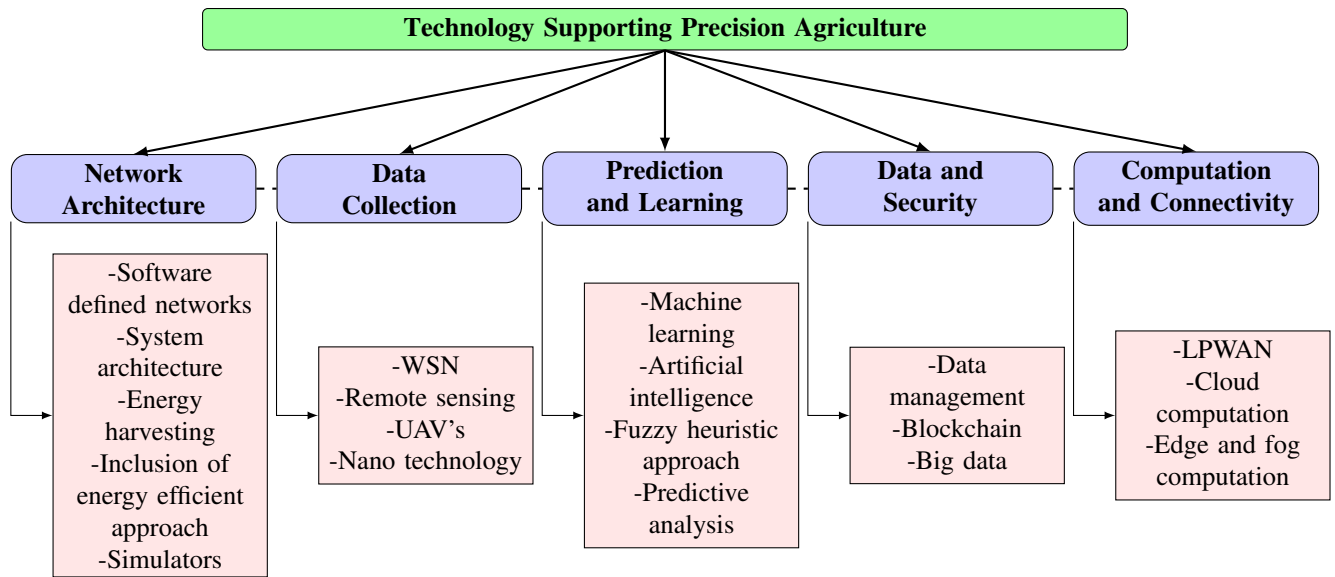 Technology Supporting Precision Agriculture
Network
Architecture
Data
Collection
Prediction
and Learning
Data and
Security
Computation
and Connectivity
-Software
defined networks
-System
architecture
-Energy
harvesting
-Inclusion of
energy efficient
approach
-Simulators
-WSN
-Remote sensing
-UAV's
-Nano technology
-Machine
learning
-Artificial
intelligence
-Fuzzy heuristic
approach
-Predictive
analysis
-Data
management
-Blockchain
-Big data
-LPWAN
-Cloud
computation
-Edge and fog
computation